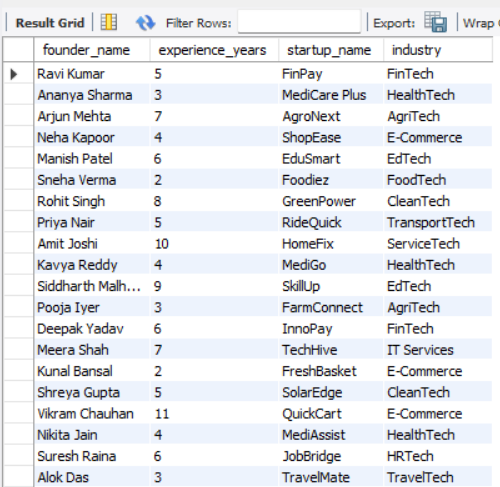 Result Grid Filter Rows: Export: Wrap
founder_name experience_years startup_name industry
Ravi Kumar 5 FinPay FinTech
Ananya Sharma 3 MediCare Plus HealthTech
Arjun Mehta 7 AgroNext AgriTech
Neha Kapoor 4 ShopEase E-Commerce
Manish Patel 6 EduSmart EdTech
Sneha Verma 2 Foodiez FoodTech
Rohit Singh 8 GreenPower CleanTech
Priya Nair 5 RideQuick TransportTech
Amit Joshi 10 HomeFix ServiceTech
Kavya Reddy 4 MediGo HealthTech
Siddharth Malh... 9 SkillUp EdTech
Pooja Iyer 3 FarmConnect AgriTech
Deepak Yadav 6 InnoPay FinTech
Meera Shah 7 TechHive IT Services
Kunal Bansal 2 FreshBasket E-Commerce
Shreya Gupta 5 SolarEdge CleanTech
Vikram Chauhan 11 QuickCart E-Commerce
Nikita Jain 4 MediAssist HealthTech
Suresh Raina 6 JobBridge HRTech
Alok Das 3 TravelMate TravelTech